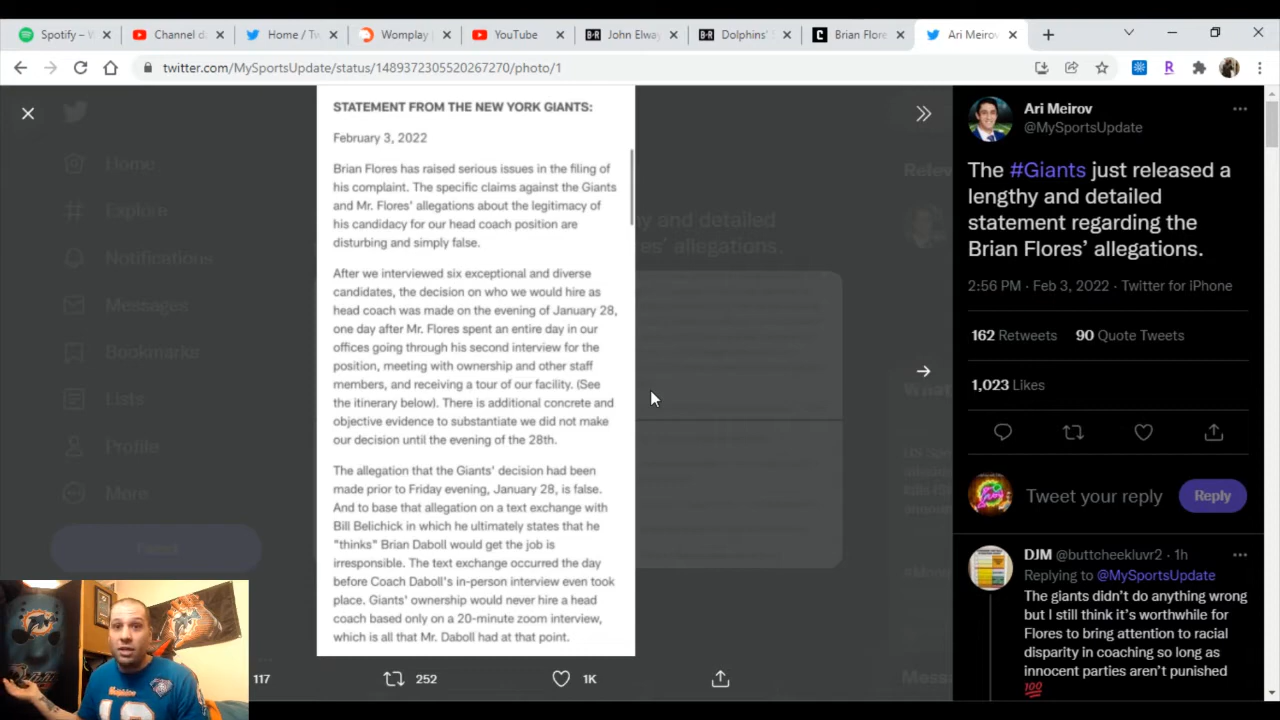 Spotify – W
Channel d
Home / Tw
Womplay
YouTube
John Elway
Dolphins'
Brian Flore
Ari Meirov
twitter.com/MySportsUpdate/status/1489372305520267270/photo/1
Home
Explore
Notifications
Messages
Bookmarks
Lists
Profile
More
STATEMENT FROM THE NEW YORK GIANTS:
February 3, 2022
Brian Flores has raised serious issues in the filing of
his complaint. The specific claims against the Giants
and Mr. Flores' allegations about the legitimacy of
his candidacy for our head coach position are
disturbing and simply false.
After we interviewed six exceptional and diverse
candidates, the decision on who we would hire as
head coach was made on the evening of January 28,
one day after Mr. Flores spent an entire day in our
offices going through his second interview for the
position, meeting with ownership and other staff
members, and receiving a tour of our facility. (See
the itinerary below). There is additional concrete and
objective evidence to substantiate we did not make
our decision until the evening of the 28th.
The allegation that the Giants' decision had been
made prior to Friday evening, January 28, is false.
And to base that allegation on a text exchange with
Bill Belichick in which he ultimately states that he
"thinks" Brian Daboll would get the job is
irresponsible. The text exchange occurred the day
before Coach Daboll's in-person interview even took
place. Giants' ownership would never hire a head
coach based only on a 20-minute zoom interview,
which is all that Mr. Daboll had at that point.
y and detailed
es' allegations.
117
252
1K
Ari Meirov
@MySportsUpdate
The #Giants just released a
lengthy and detailed
statement regarding the
Brian Flores' allegations.
2:56 PM · Feb 3, 2022 · Twitter for iPhone
162 Retweets 90 Quote Tweets
1,023 Likes
Tweet your reply
Reply
DJM @buttcheekluvr2 · 1h
Replying to @MySportsUpdate
The giants didn't do anything wrong
but I still think it's worthwhile for
Flores to bring attention to racial
disparity in coaching so long as
innocent parties aren't punished
💯